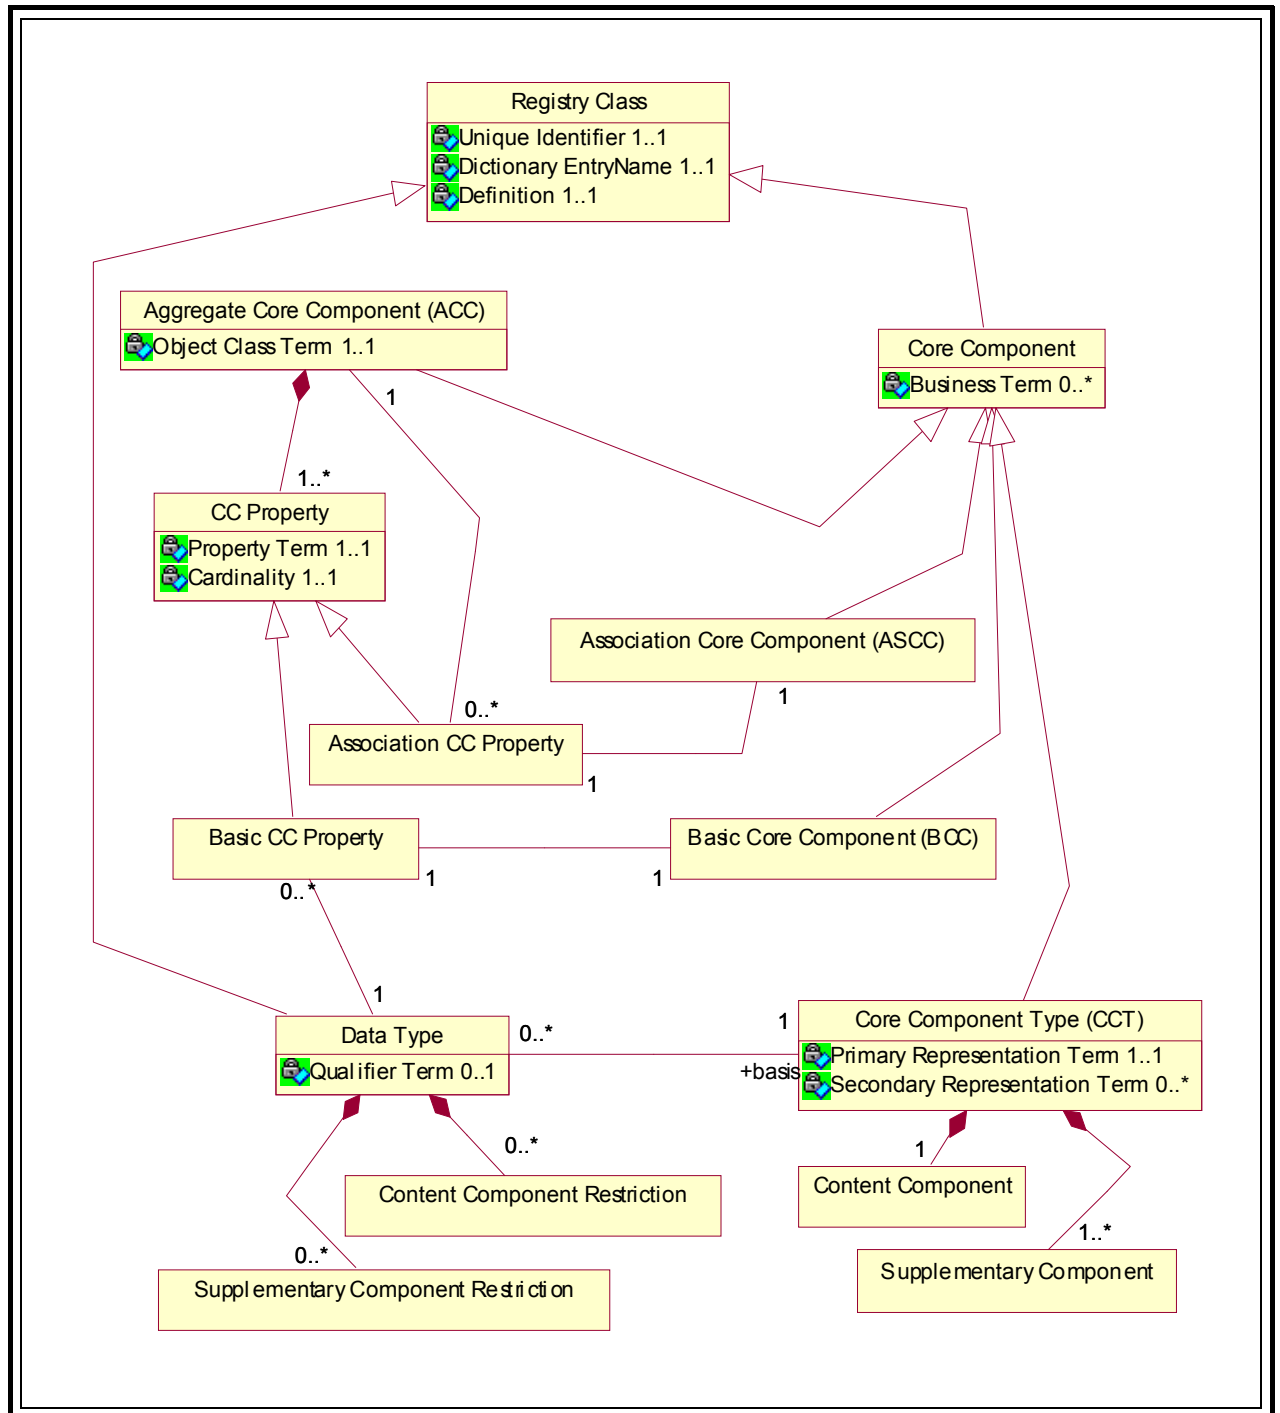 Registry Class
Unique Identifier 1..1
Dictionary EntryName 1..1
Definition 1..1
Aggregate Core Component (ACC)
Object Class Term 1..1
Core Component
Business Term 0..*
1
1..*
CC Property
Property Term 1..1
Cardinality 1..1
Association Core Component (ASCC)
1
0..*
Association CC Property
1
Basic CC Property
Basic Core Component (BCC)
1
1
0..*
1
Data Type
Qualifier Term 0..1
0..*
1
+basis
Core Component Type (CCT)
Primary Representation Term 1..1
Secondary Representation Term 0..*
0..*
1
Content Component Restriction
Content Component
0..*
1..*
Supplementary Component Restriction
Supplementary Component